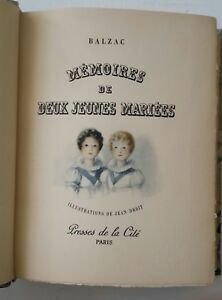 BALZAC
MÉMOIRES
DE
DEUX JEUNES MARIÉES
ILLUSTRATIONS DE JEAN DROIT
Presses de la Cité
PARIS